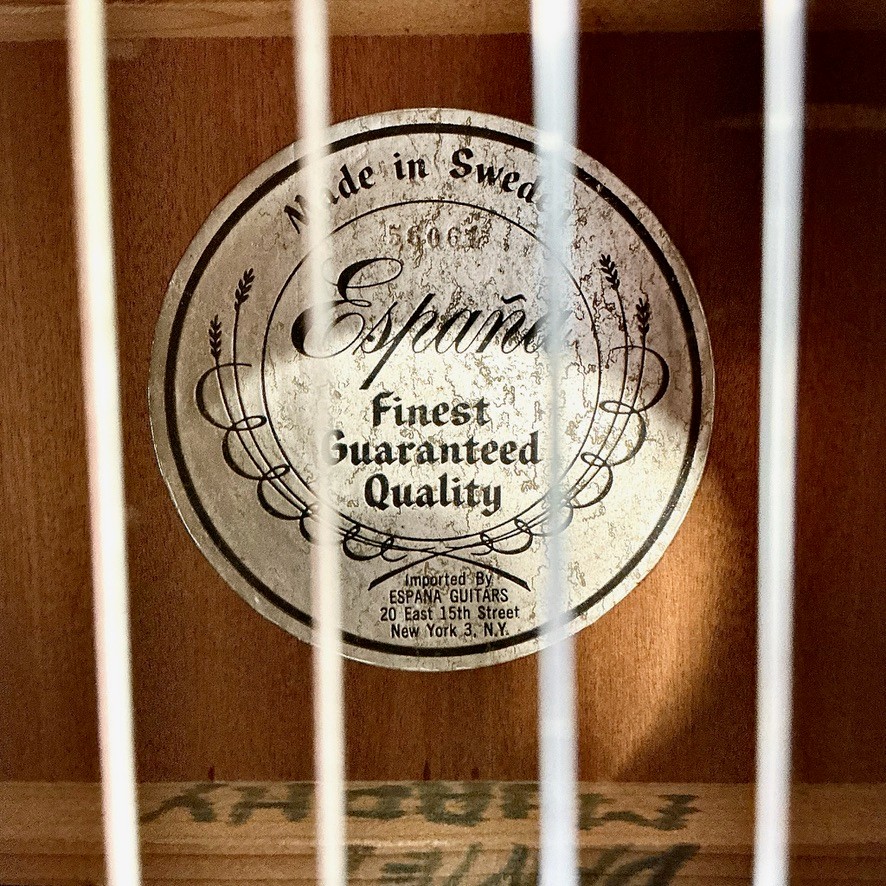 Made in Sweden
56061
España
Finest
Guaranteed
Quality
Imported By
ESPANA GUITARS
20 East 15th Street
New York 3, N.Y.